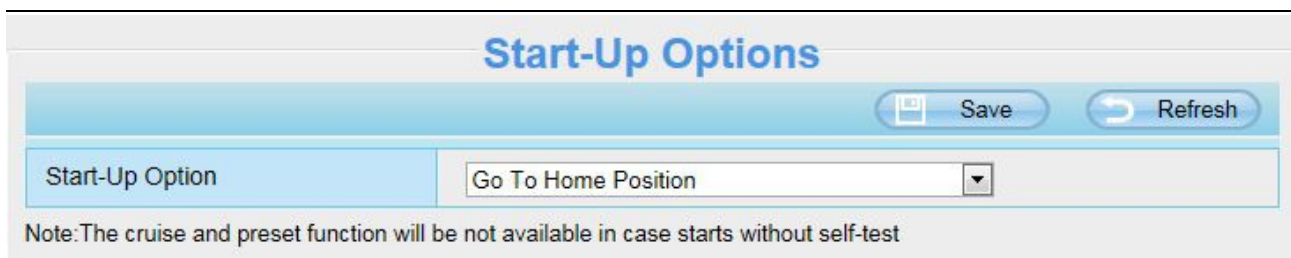 Start-Up Options
Save Refresh
Start-Up Option Go To Home Position
Note:The cruise and preset function will be not available in case starts without self-test